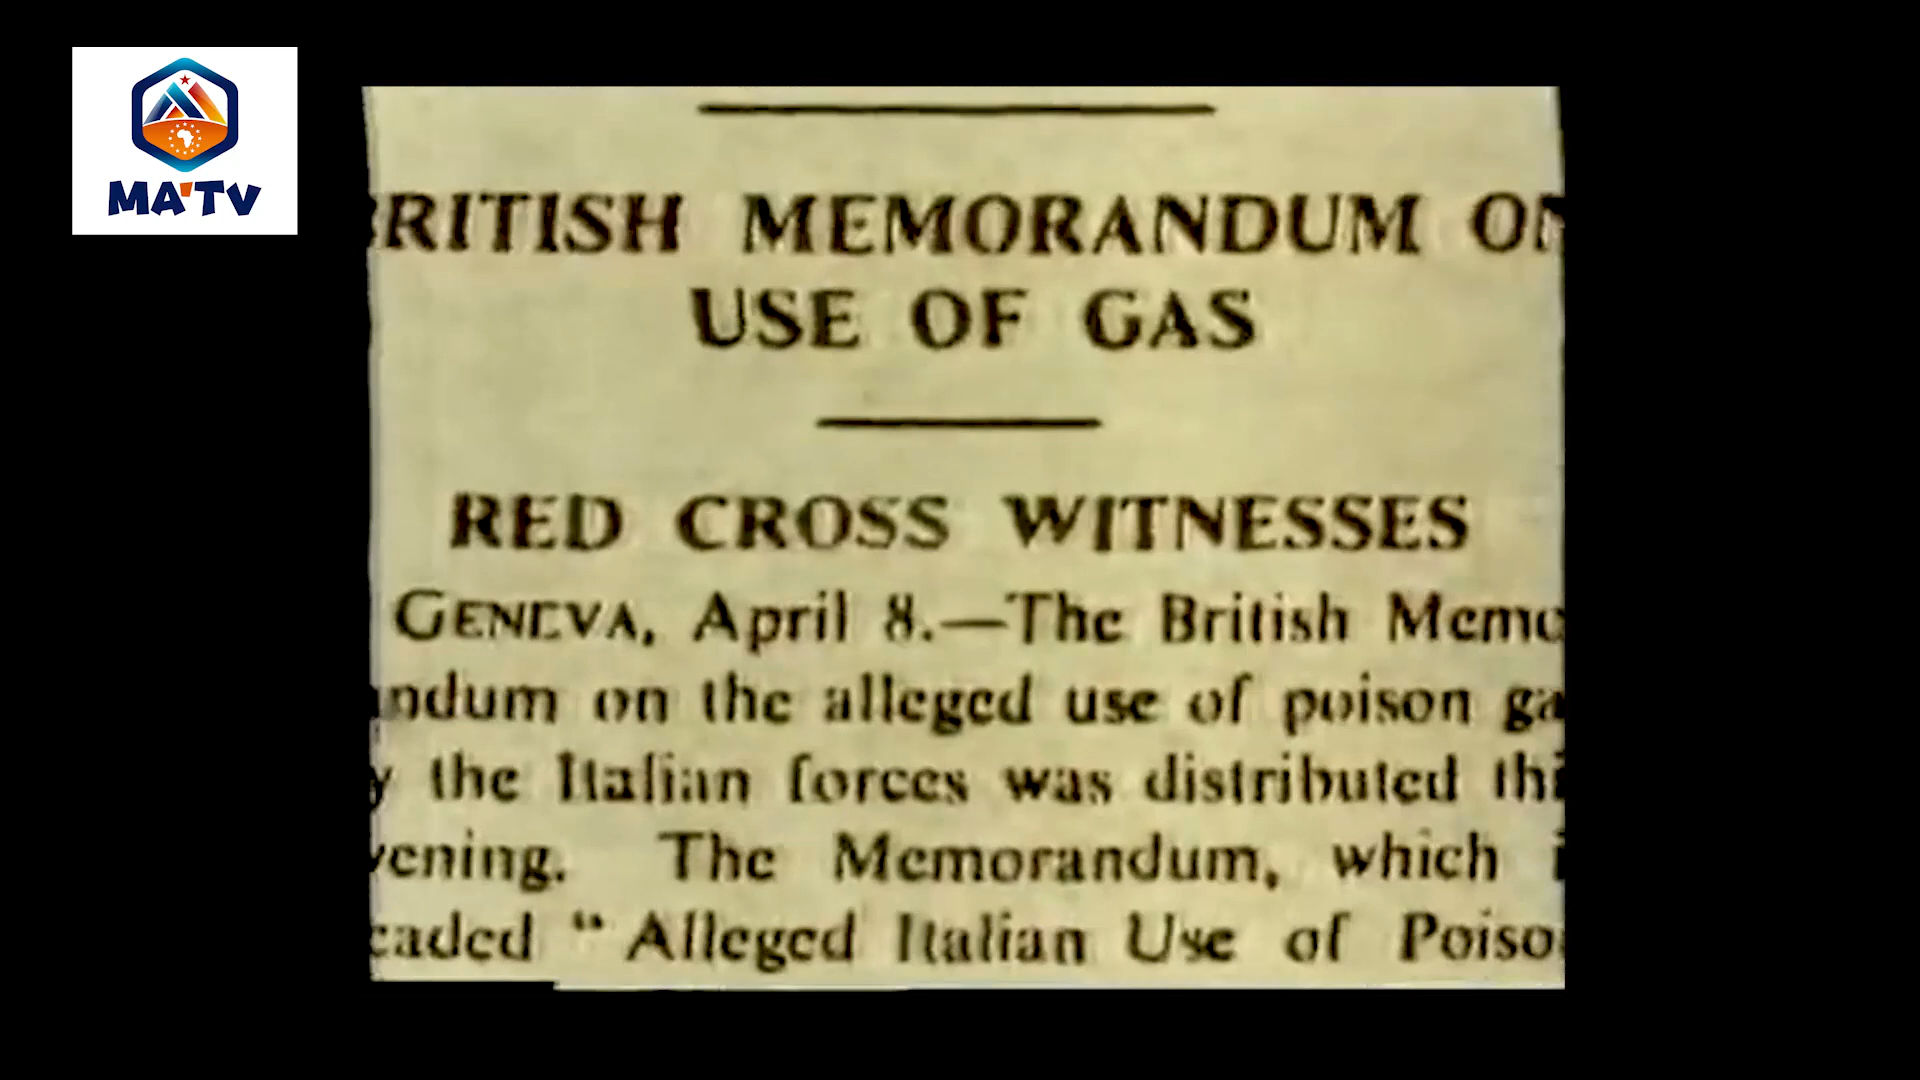 MA'TV
BRITISH MEMORANDUM ON
USE OF GAS
RED CROSS WITNESSES
GENEVA, April 8.—The British Memo
ndum on the alleged use of poison ga
y the Italian forces was distributed thi
vening. The Memorandum, which i
eaded “ Alleged Italian Use of Poiso